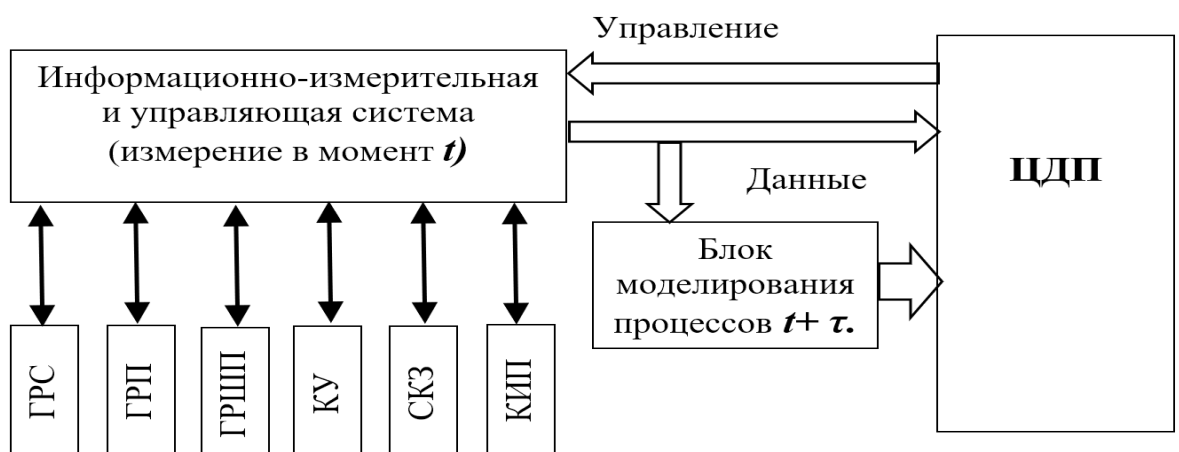 Управление
Информационно-измерительная
и управляющая система
(измерение в момент t)
ЦДП
Данные
Блок
моделирования
процессов t+ τ.
ГРС
ГРП
ГРШП
КУ
СКЗ
КИП